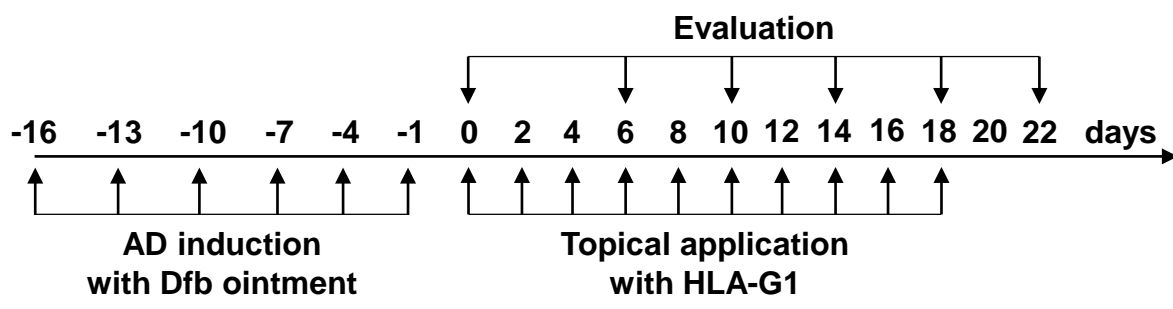 Evaluation
-16 -13 -10 -7 -4 -1 0 2 4 6 8 10 12 14 16 18 20 22 days
AD induction
with Dfb ointment
Topical application
with HLA-G1